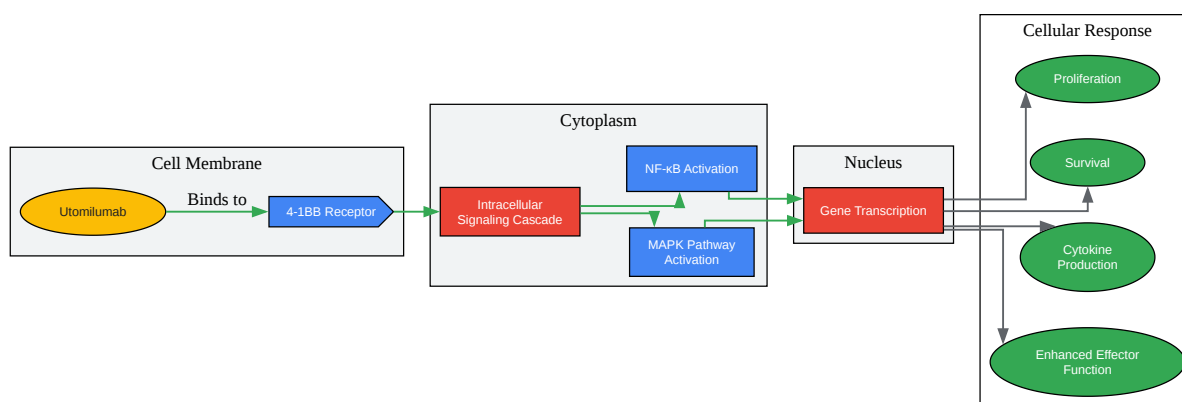 Cell Membrane
Utomilumab
Binds to
4-1BB Receptor
Cytoplasm
Intracellular
Signaling Cascade
NF-κB Activation
MAPK Pathway
Activation
Nucleus
Gene Transcription
Cellular Response
Proliferation
Survival
Cytokine
Production
Enhanced Effector
Function